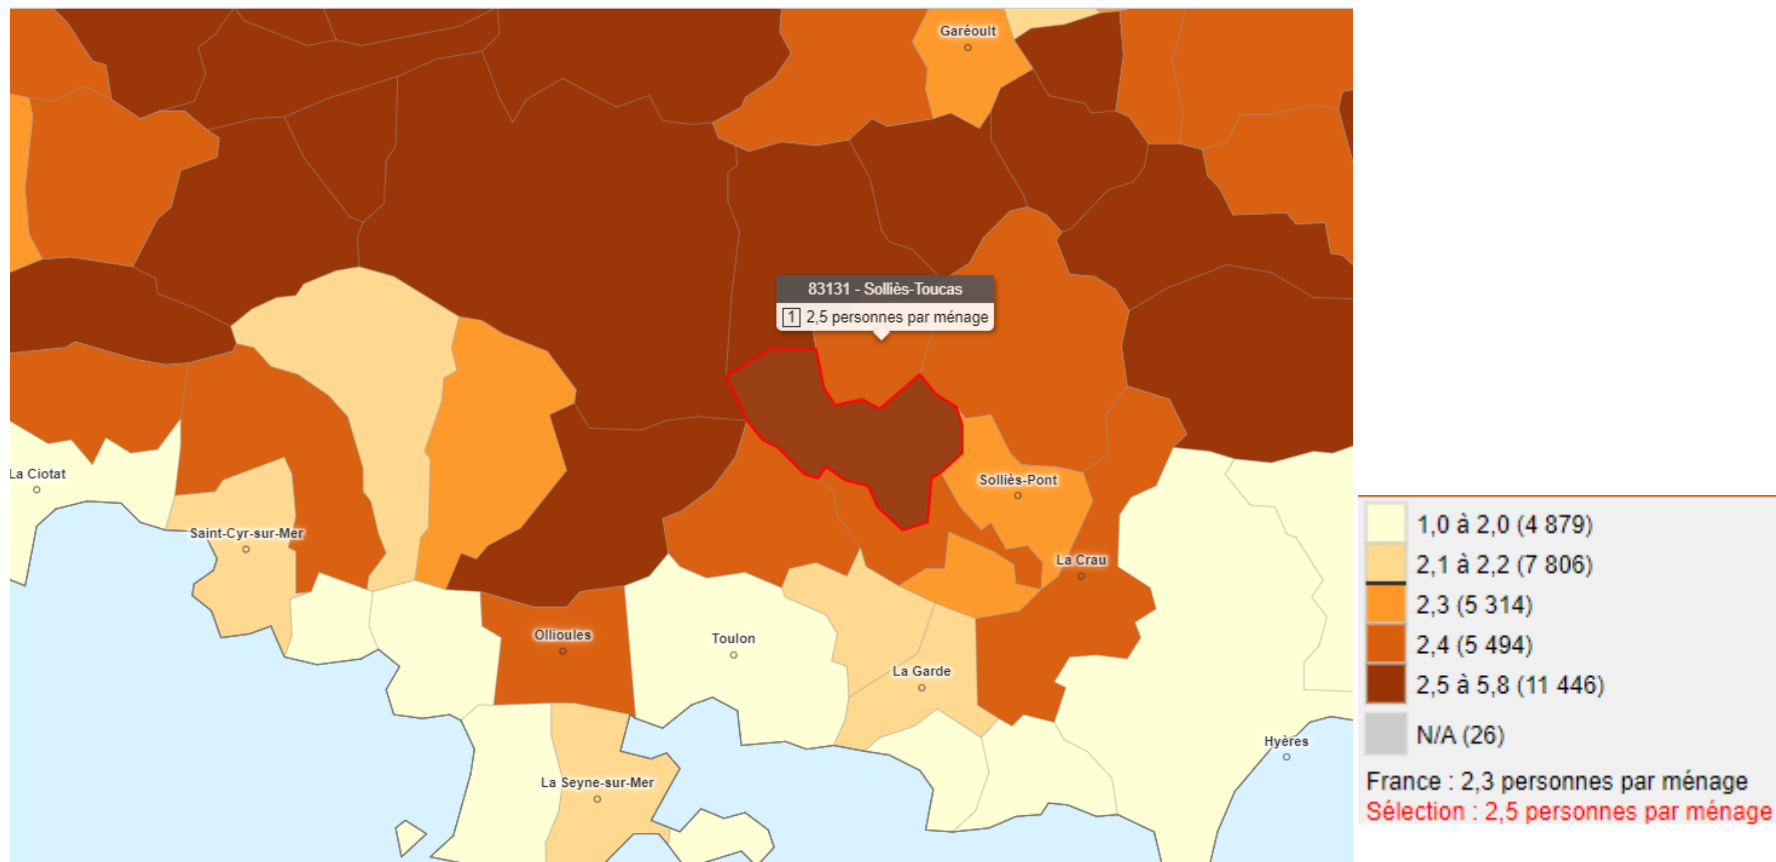 Garéoult
83131 - Solliès-Toucas
1 2,5 personnes par ménage
La Ciotat
Solliès-Pont
Saint-Cyr-sur-Mer
La Crau
Ollioules
Toulon
La Garde
Hyères
La Seyne-sur-Mer
1,0 à 2,0 (4 879)
2,1 à 2,2 (7 806)
2,3 (5 314)
2,4 (5 494)
2,5 à 5,8 (11 446)
N/A (26)
France : 2,3 personnes par ménage
Sélection : 2,5 personnes par ménage